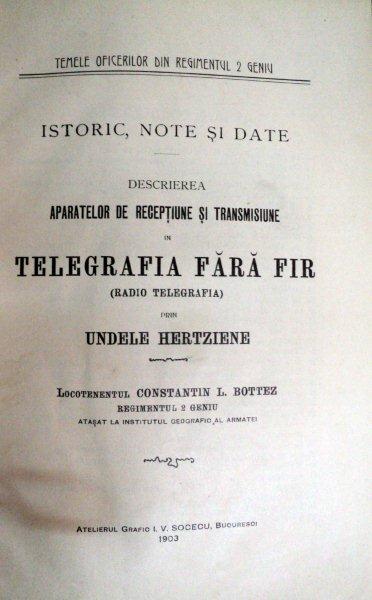 TEMELE OFICERILOR DIN REGIMENTUL 2 GENIU
ISTORIC, NOTE ȘI DATE
DESCRIEREA
APARATELOR DE RECEPȚIUNE ȘI TRANSMISIUNE
IN
TELEGRAFIA FĂRĂ FIR
(RADIO TELEGRAFIA)
PRIN
UNDELE HERTZIENE
LOCOTENENTUL CONSTANTIN L. BOTTEZ
REGIMENTUL 2 GENIU
ATAȘAT LA INSTITUTUL GEOGRAFIC AL ARMATEI
ATELIERUL GRAFIC I. V. SOCECU, BUCURESCI
1903